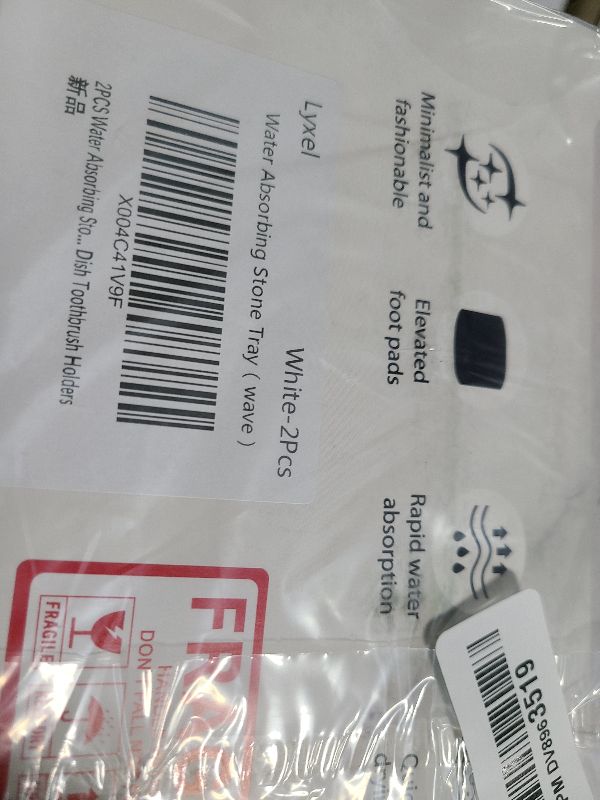 Minimalist and
fashionable
Elevated
foot pads
Rapid water
absorption
Lyxel
White-2Pcs
Water Absorbing Stone Tray ( wave )
X004C41V9F
2PCS Water Absorbing Sto... Dish Toothbrush Holders
新品
FRAGILE
DV8963519